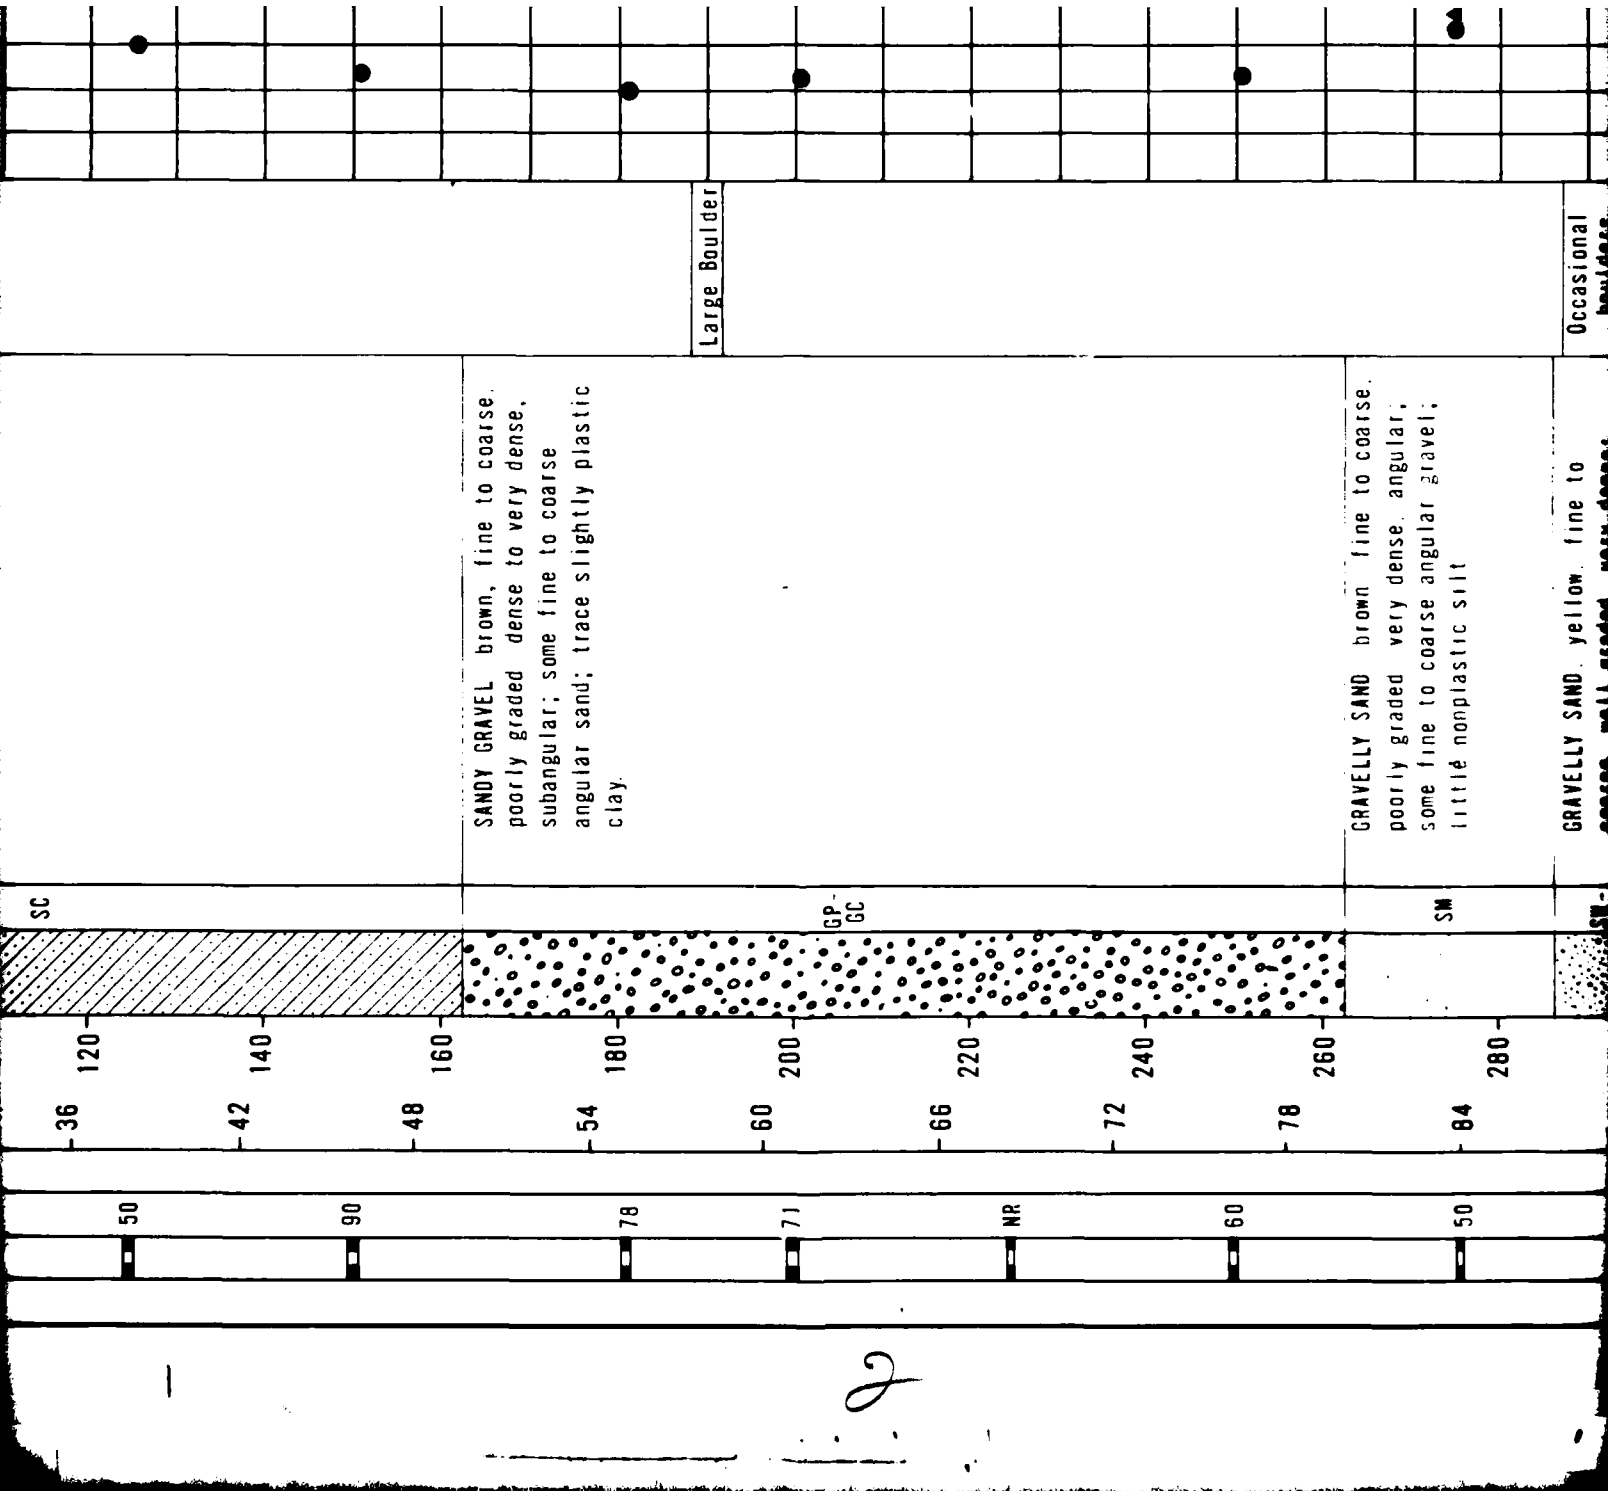 Large Boulder
Occasional
boulders
SANDY GRAVEL brown, fine to coarse.
poorly graded dense to very dense,
subangular; some fine to coarse
angular sand; trace slightly plastic
clay.
GRAVELLY SAND brown fine to coarse.
poorly graded very dense. angular;
some fine to coarse angular gravel;
little nonplastic silt
GRAVELLY SAND. yellow. fine to
SC
GP-
GC
SM
120
140
160
180
200
220
240
260
280
36
42
48
54
60
66
72
78
84
50
90
78
71
NR
60
50
2